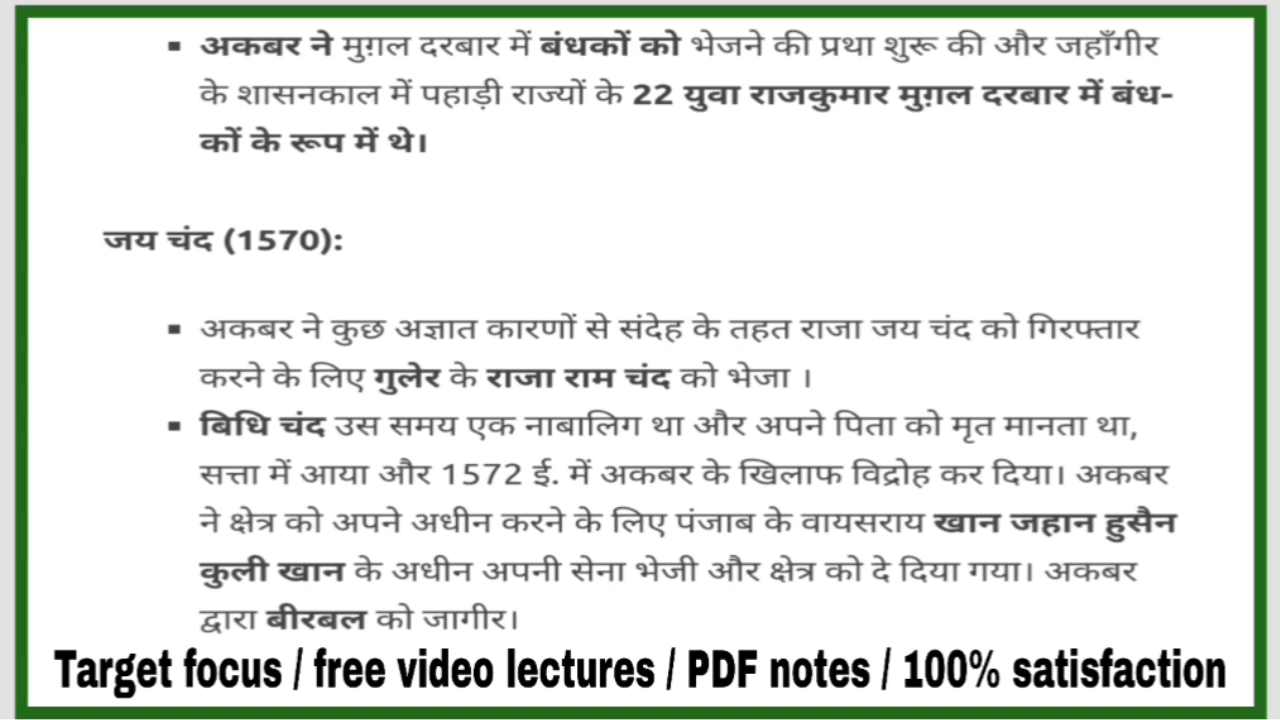 ▪ अकबर ने मुग़ल दरबार में बंधकों को भेजने की प्रथा शुरू की और जहाँगीर
के शासनकाल में पहाड़ी राज्यों के 22 युवा राजकुमार मुग़ल दरबार में बंध-
कों के रूप में थे।
जय चंद (1570):
▪ अकबर ने कुछ अज्ञात कारणों से संदेह के तहत राजा जय चंद को गिरफ्तार
करने के लिए गुलेर के राजा राम चंद को भेजा ।
▪ बिधि चंद उस समय एक नाबालिग था और अपने पिता को मृत मानता था,
सत्ता में आया और 1572 ई. में अकबर के खिलाफ विद्रोह कर दिया। अकबर
ने क्षेत्र को अपने अधीन करने के लिए पंजाब के वायसराय खान जहान हुसैन
कुली खान के अधीन अपनी सेना भेजी और क्षेत्र को दे दिया गया। अकबर
द्वारा बीरबल को जागीर।
Target focus / free video lectures / PDF notes / 100% satisfaction